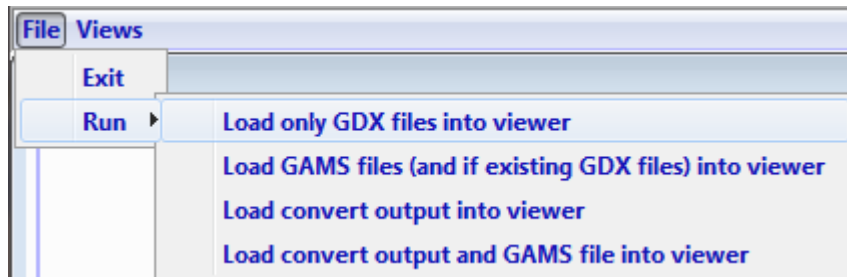 File Views
Exit
Run
Load only GDX files into viewer
Load GAMS files (and if existing GDX files) into viewer
Load convert output into viewer
Load convert output and GAMS file into viewer